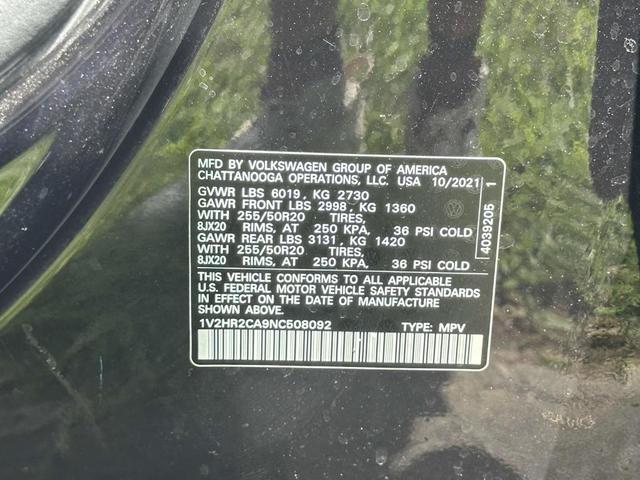 MFD BY VOLKSWAGEN GROUP OF AMERICA
CHATTANOOGA OPERATIONS, LLC. USA 10/2021
GVWR LBS 6019, KG 2730
GAWR FRONT LBS 2998, KG 1360
WITH 255/50R20 TIRES,
8JX20 RIMS, AT 250 KPA, 36 PSI COLD
GAWR REAR LBS 3131, KG 1420
WITH 255/50R20 TIRES,
8JX20 RIMS, AT 250 KPA, 36 PSI COLD
4039205 1
THIS VEHICLE CONFORMS TO ALL APPLICABLE
U.S. FEDERAL MOTOR VEHICLE SAFETY STANDARDS
IN EFFECT ON THE DATE OF MANUFACTURE
SHOWN ABOVE.
1V2HR2CA9NC508092 TYPE: MPV